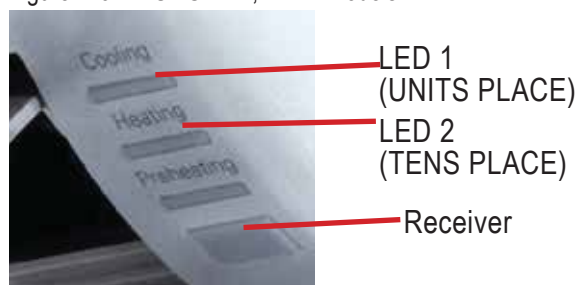 Cooling
LED 1
(UNITS PLACE)
Heating
LED 2
(TENS PLACE)
Preheating
Receiver